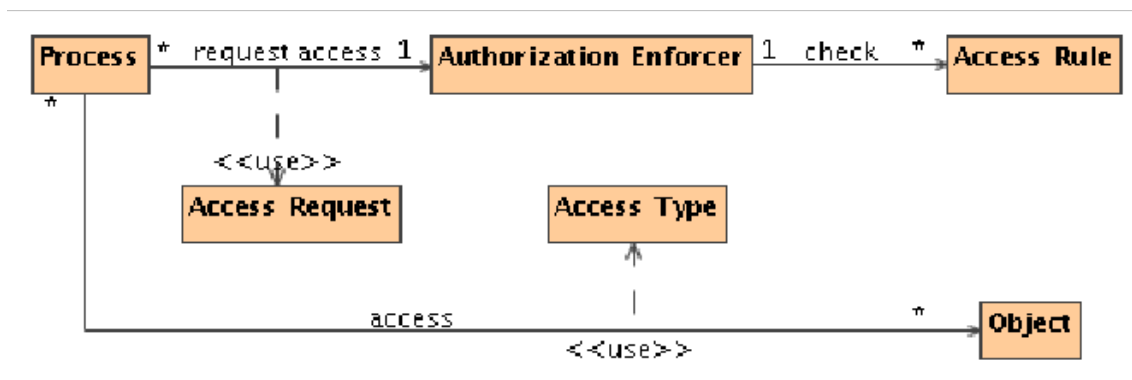 Process
* request access 1
Authorization Enforcer
1 check *
Access Rule
*
<<use>>
Access Request
Access Type
access
*
Object
<<use>>